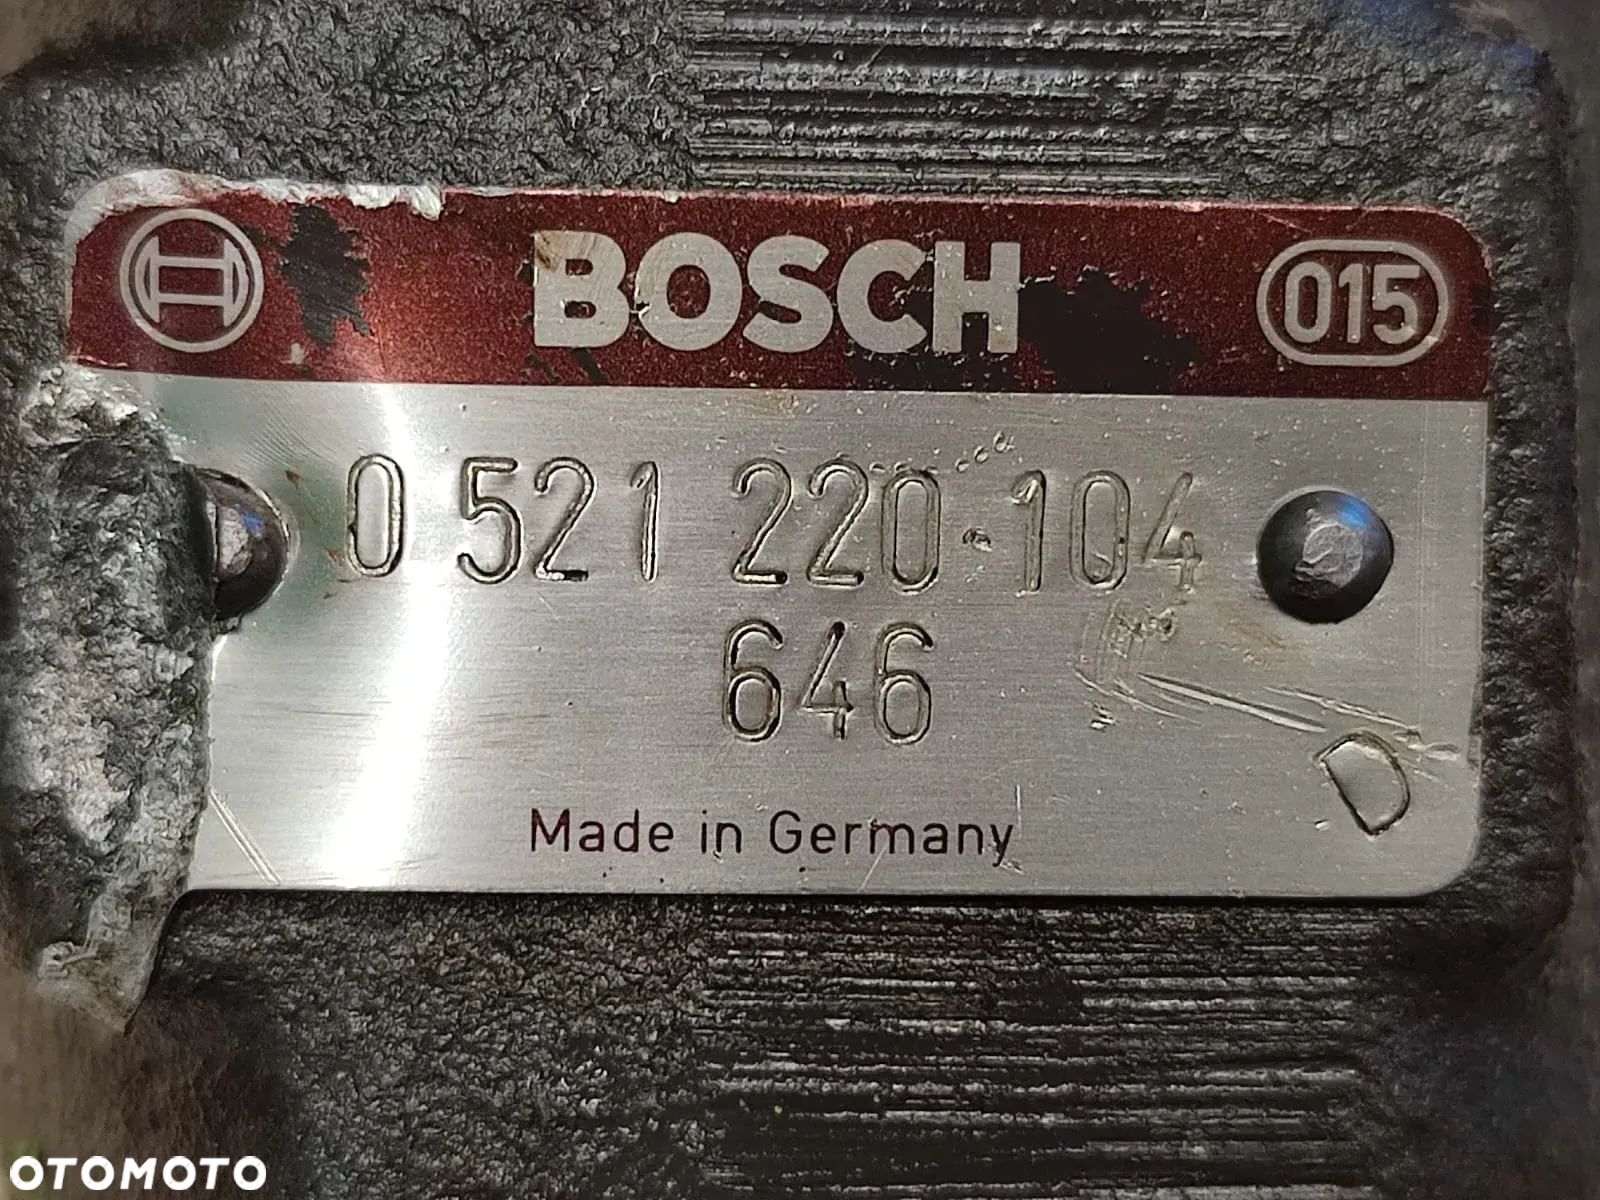 BOSCH 015
0 521 220 104
646
D
Made in Germany
OTOMOTO